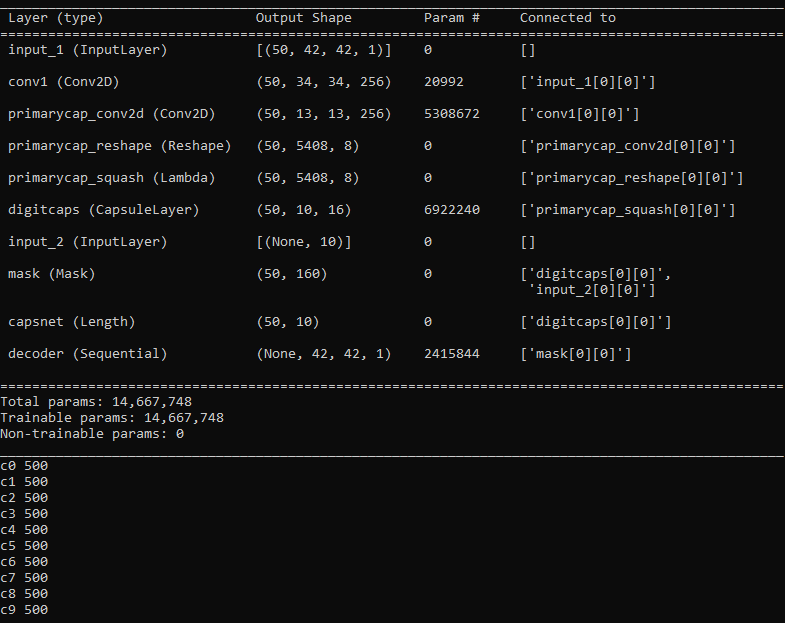 Layer (type) Output Shape Param # Connected to
input_1 (InputLayer) [(50, 42, 42, 1)] 0 []
conv1 (Conv2D) (50, 34, 34, 256) 20992 ['input_1[0][0]']
primarycap_conv2d (Conv2D) (50, 13, 13, 256) 5308672 ['conv1[0][0]']
primarycap_reshape (Reshape) (50, 5408, 8) 0 ['primarycap_conv2d[0][0]']
primarycap_squash (Lambda) (50, 5408, 8) 0 ['primarycap_reshape[0][0]']
digitcaps (CapsuleLayer) (50, 10, 16) 6922240 ['primarycap_squash[0][0]']
input_2 (InputLayer) [(None, 10)] 0 []
mask (Mask) (50, 160) 0 ['digitcaps[0][0]',
'input_2[0][0]']
capsnet (Length) (50, 10) 0 ['digitcaps[0][0]']
decoder (Sequential) (None, 42, 42, 1) 2415844 ['mask[0][0]']
Total params: 14,667,748
Trainable params: 14,667,748
Non-trainable params: 0
c0 500
c1 500
c2 500
c3 500
c4 500
c5 500
c6 500
c7 500
c8 500
c9 500